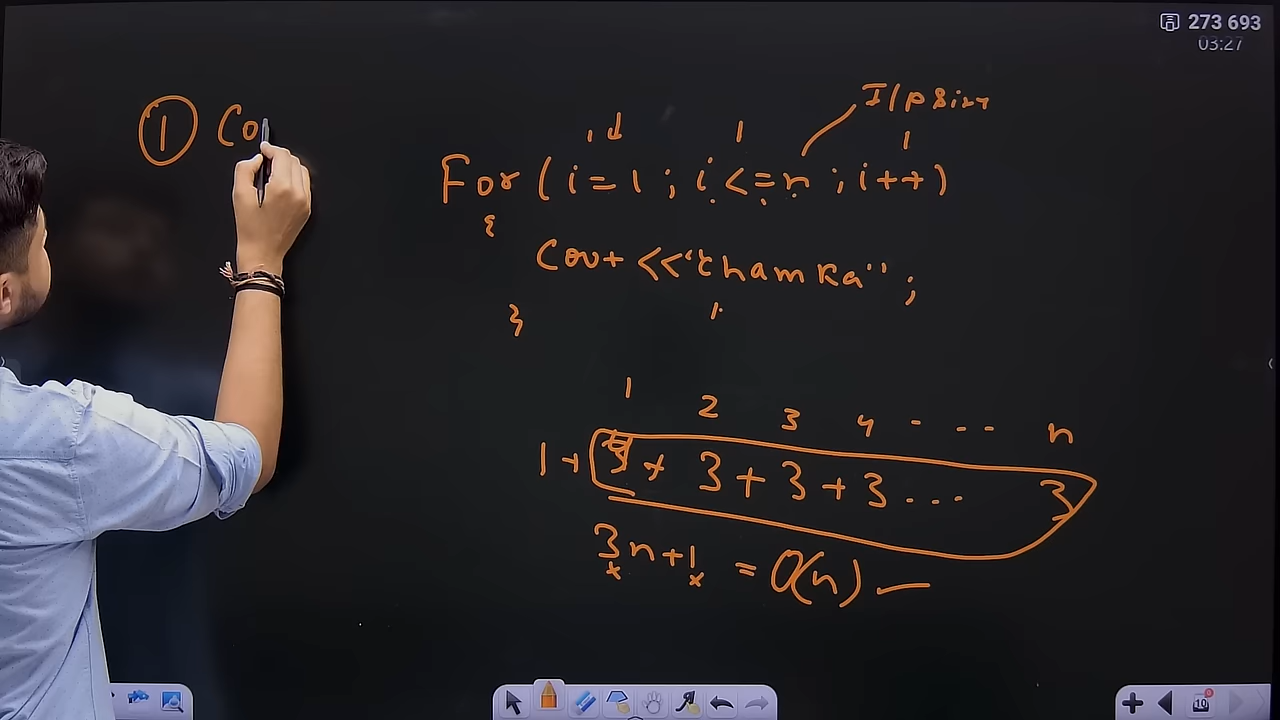 273 693
03:27
① Co
I/p Size
1 1 1
For (i=1; i<=n; i++)
{
Cout <<"Chamka";
}
1
1 2 3 4 - - - n
1+ 3+ 3+3+3... 3
3n+1 = O(n)
10